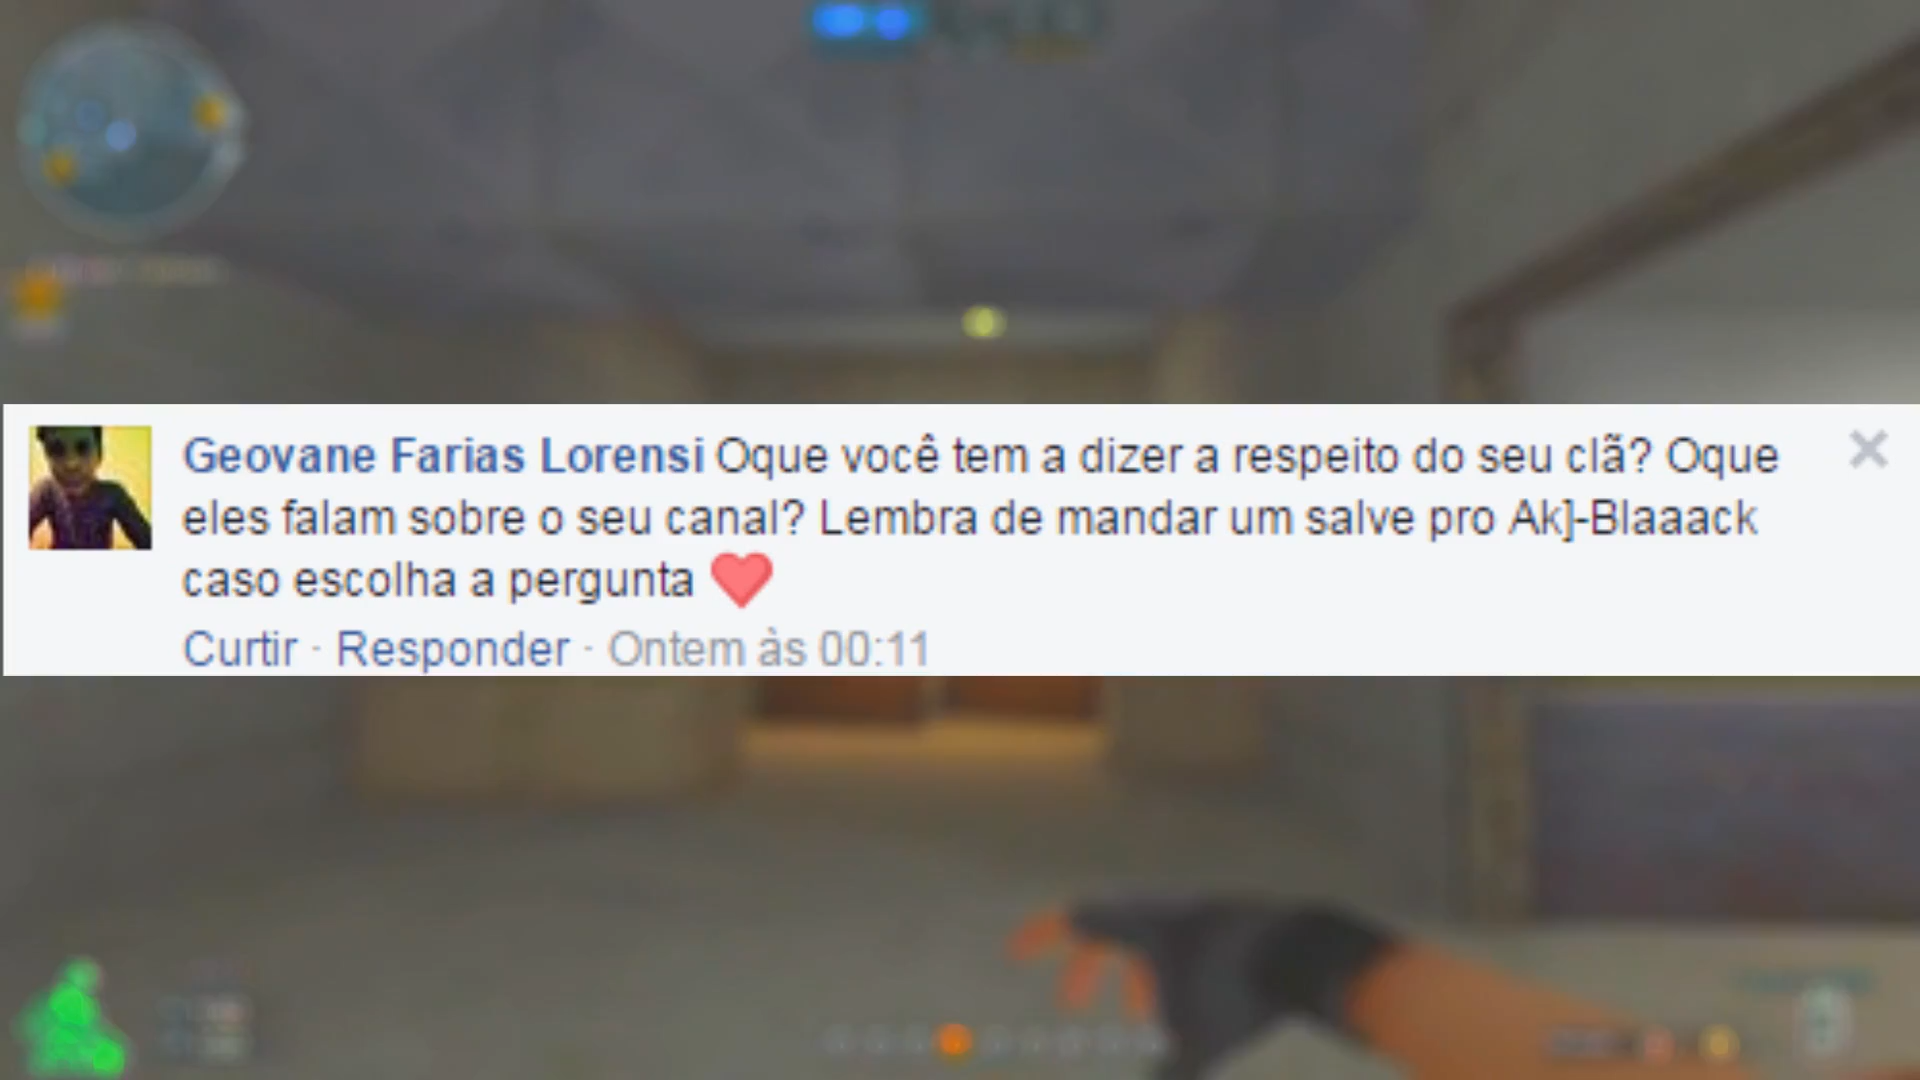 Geovane Farias Lorensi Oque você tem a dizer a respeito do seu clã? Oque
eles falam sobre o seu canal? Lembra de mandar um salve pro Ak]-Blaaack
caso escolha a pergunta ❤
Curtir · Responder · Ontem às 00:11